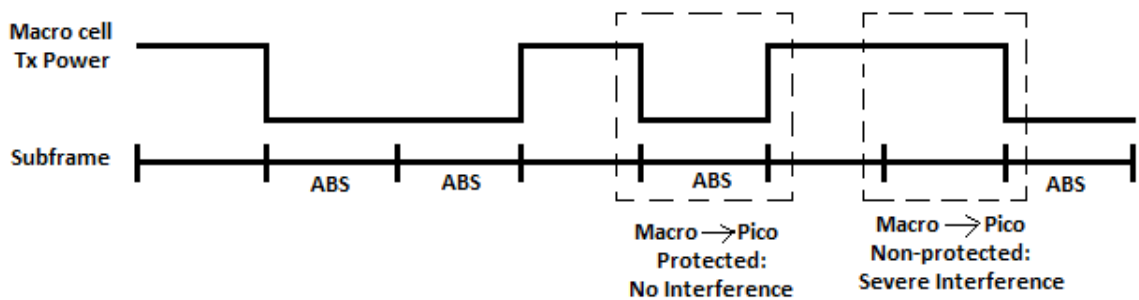 Macro cell
Tx Power
Subframe
ABS
ABS
ABS
ABS
Macro → Pico
Protected:
No Interference
Macro → Pico
Non-protected:
Severe Interference